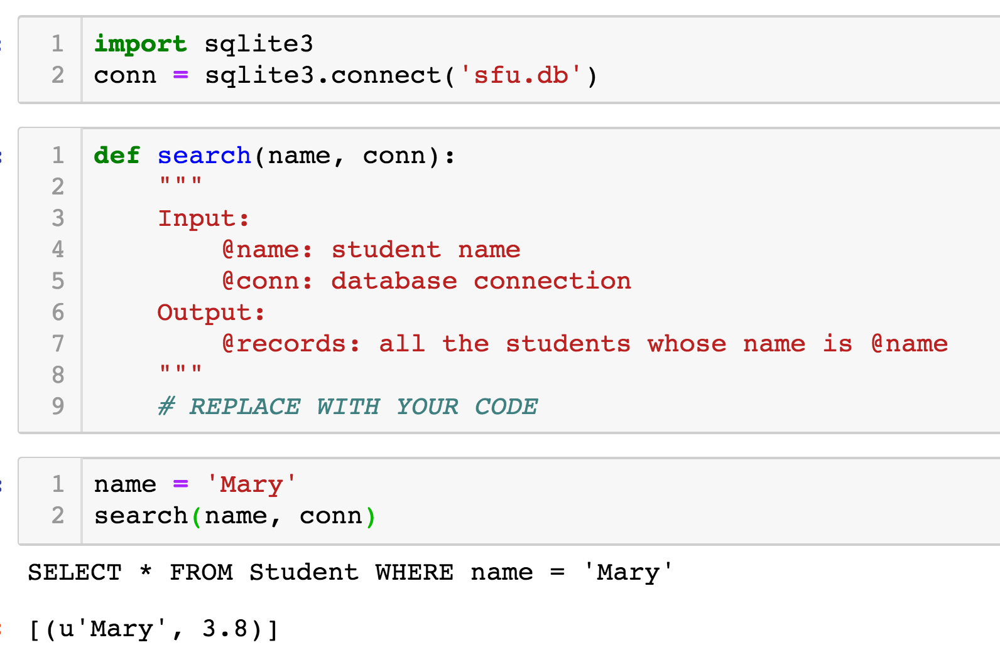 1 import sqlite3
2 conn = sqlite3.connect('sfu.db')
1 def search(name, conn):
2     """
3     Input:
4         @name: student name
5         @conn: database connection
6     Output:
7         @records: all the students whose name is @name
8     """
9     # REPLACE WITH YOUR CODE
1 name = 'Mary'
2 search(name, conn)
SELECT * FROM Student WHERE name = 'Mary'
[(u'Mary', 3.8)]